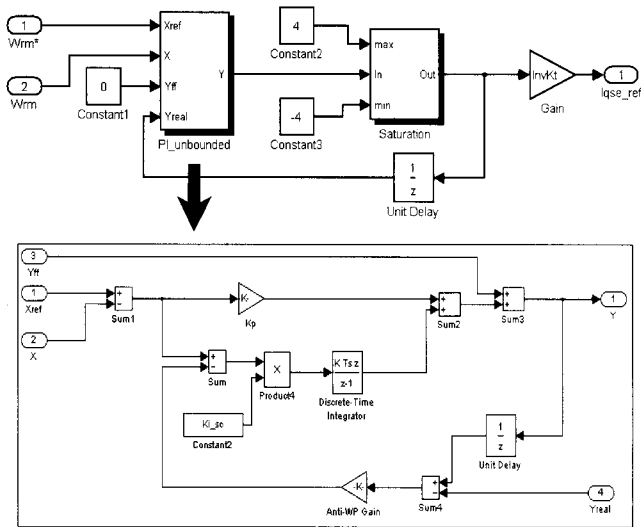 1
Wrm*
2
Wrm
0
Constant1
Xref
X
Yff
Yreal
Y
PI_unbounded
4
Constant2
-4
Constant3
max
In
min
Out
Saturation
InvKt
Gain
1
Iqse_ref
1
z
Unit Delay
3
Yff
1
Xref
2
X
+
−
Sum1
-K-
Kp
+
+
Sum2
+
+
Sum3
1
Y
+
−
Sum
X
Product4
K Ts z
z-1
Discrete-Time
Integrator
Ki_sc
Constant2
1
z
Unit Delay
-K-
Anti-WP Gain
+
−
Sum4
4
Yreal